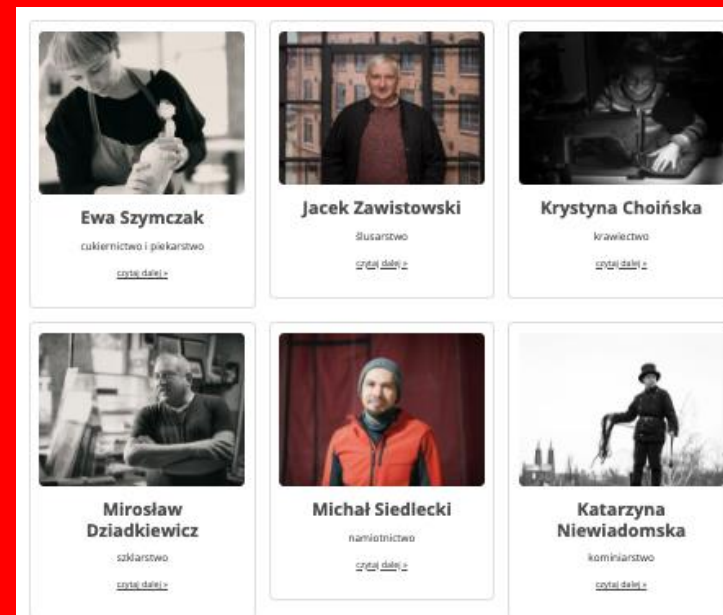 Ewa Szymczak
cukiernictwo i piekarstwo
czytaj dalej »
Jacek Zawistowski
ślusarstwo
czytaj dalej »
Krystyna Choińska
krawiectwo
czytaj dalej »
Mirosław
Dziadkiewicz
szklarstwo
czytaj dalej »
Michał Siedlecki
namiotnictwo
czytaj dalej »
Katarzyna
Niewiadomska
kominiarstwo
czytaj dalej »